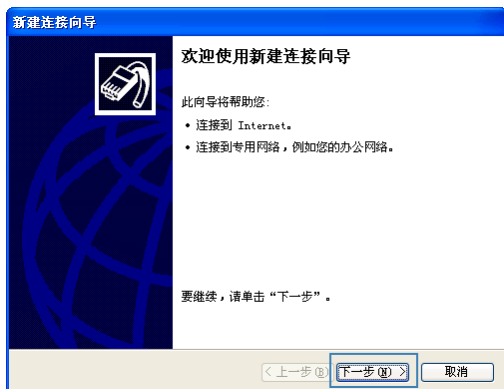 新建连接向导
欢迎使用新建连接向导
此向导将帮助您:
• 连接到 Internet。
• 连接到专用网络，例如您的办公网络。
要继续，请单击“下一步”。
< 上一步(B) 下一步(N) > 取消